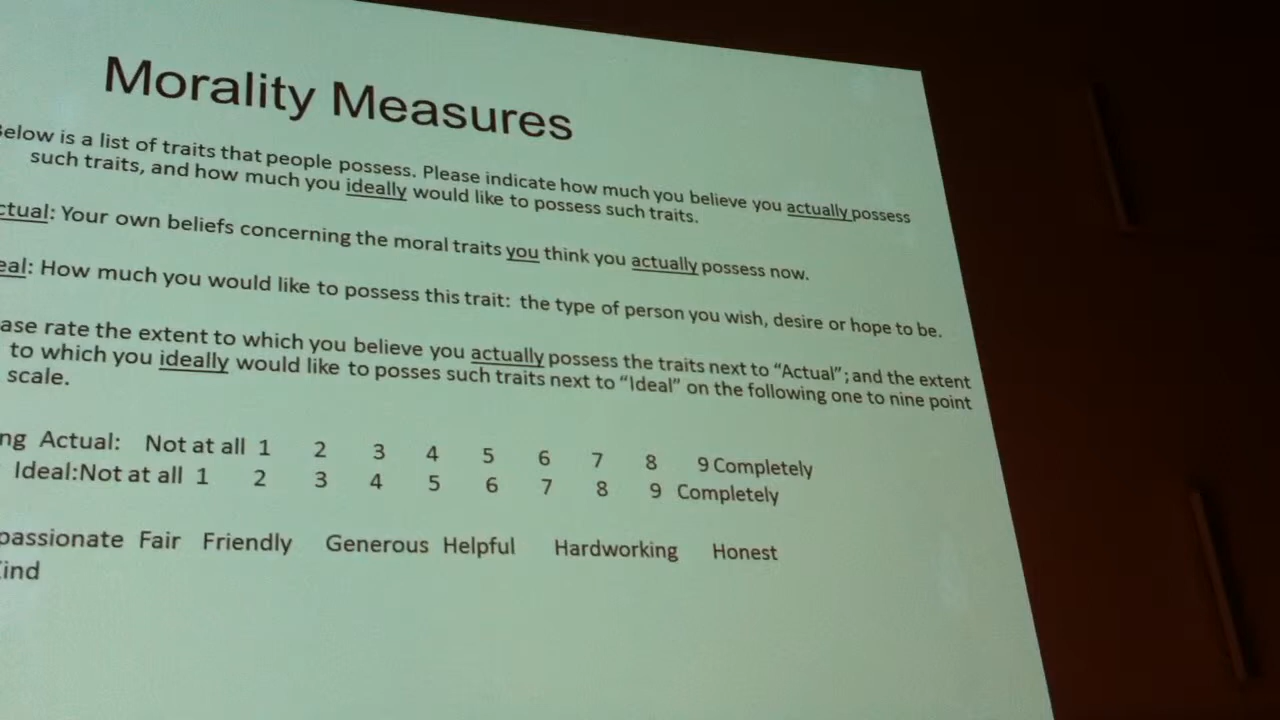 Morality Measures
Below is a list of traits that people possess. Please indicate how much you believe you actually possess
such traits, and how much you ideally would like to possess such traits.
ctual: Your own beliefs concerning the moral traits you think you actually possess now.
eal: How much you would like to possess this trait: the type of person you wish, desire or hope to be.
ase rate the extent to which you believe you actually possess the traits next to “Actual”; and the extent
to which you ideally would like to posses such traits next to “Ideal” on the following one to nine point
scale.
ng Actual: Not at all 1 2 3 4 5 6 7 8 9 Completely
Ideal:Not at all 1 2 3 4 5 6 7 8 9 Completely
passionate Fair Friendly Generous Helpful Hardworking Honest
Kind